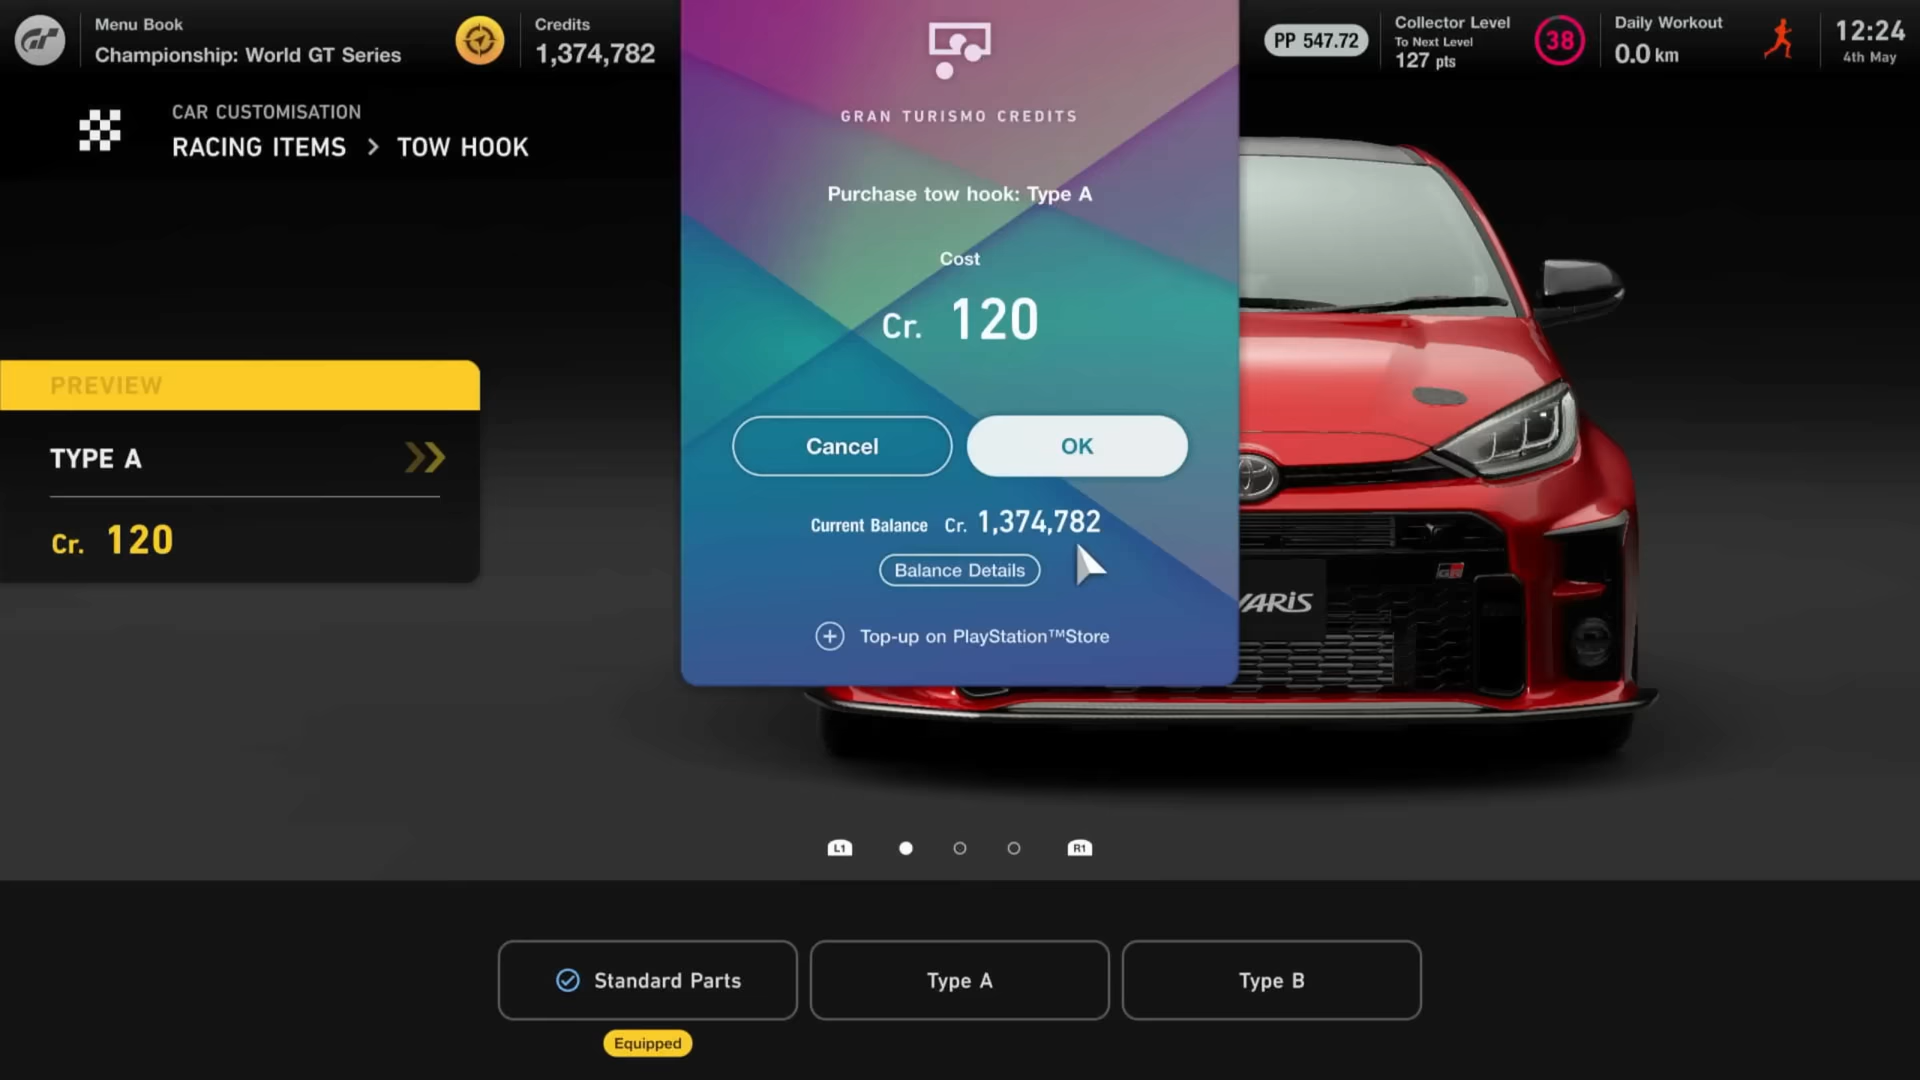 Menu Book
Championship: World GT Series
Credits
1,374,782
PP 547.72
Collector Level
To Next Level
127 pts
38
Daily Workout
0.0 km
12:24
4th May
CAR CUSTOMISATION
RACING ITEMS > TOW HOOK
GRAN TURISMO CREDITS
Purchase tow hook: Type A
Cost
Cr. 120
Cancel
OK
Current Balance Cr. 1,374,782
Balance Details
Top-up on PlayStation™Store
PREVIEW
TYPE A
Cr. 120
GR
YARIS
L1
R1
Standard Parts
Type A
Type B
Equipped